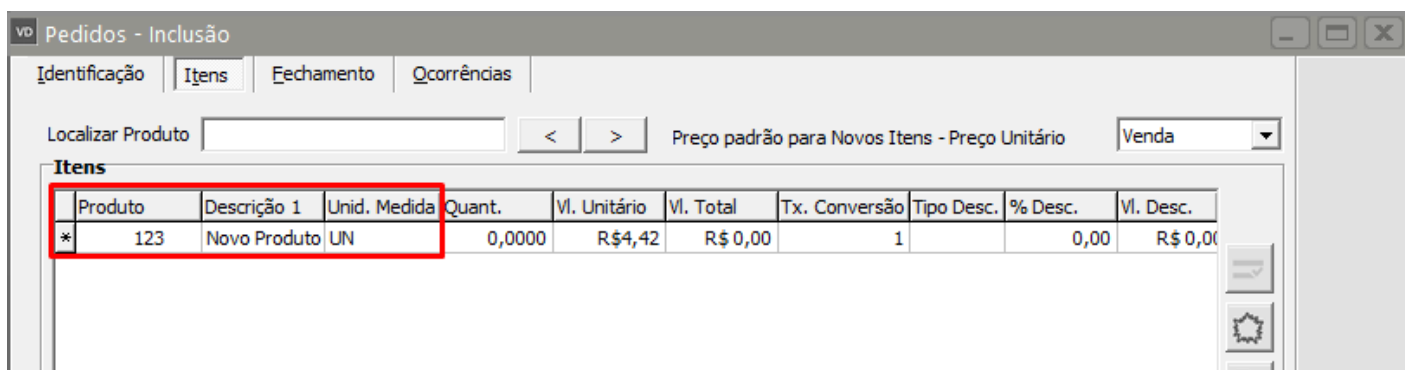 VD Pedidos - Inclusão
Identificação Itens Fechamento Ocorrências
Localizar Produto < > Preço padrão para Novos Itens - Preço Unitário Venda
Itens
Produto Descrição 1 Unid. Medida Quant. Vl. Unitário Vl. Total Tx. Conversão Tipo Desc. % Desc. Vl. Desc.
* 123 Novo Produto UN 0,0000 R$4,42 R$ 0,00 1 0,00 R$ 0,00